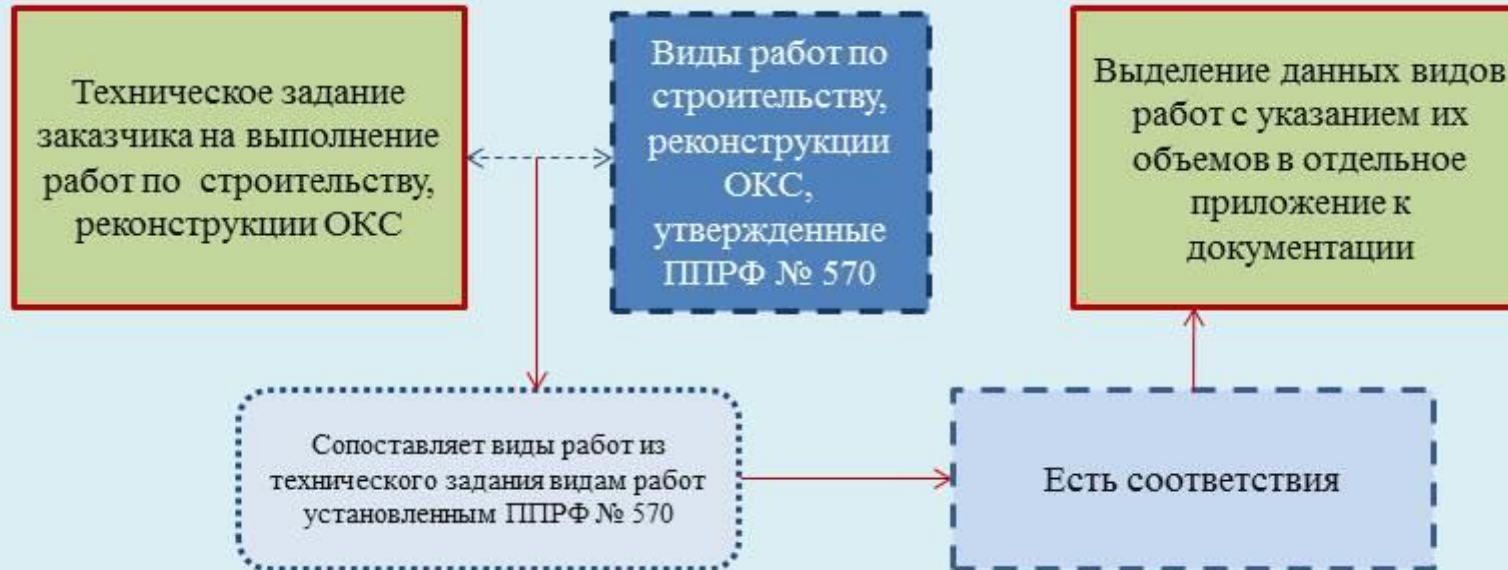 Техническое задание
заказчика на выполнение
работ по строительству,
реконструкции ОКС
Виды работ по
строительству,
реконструкции
ОКС,
утвержденные
ППРФ № 570
Выделение данных видов
работ с указанием их
объемов в отдельное
приложение к
документации
Сопоставляет виды работ из
технического задания видам работ
установленным ППРФ № 570
Есть соответствия